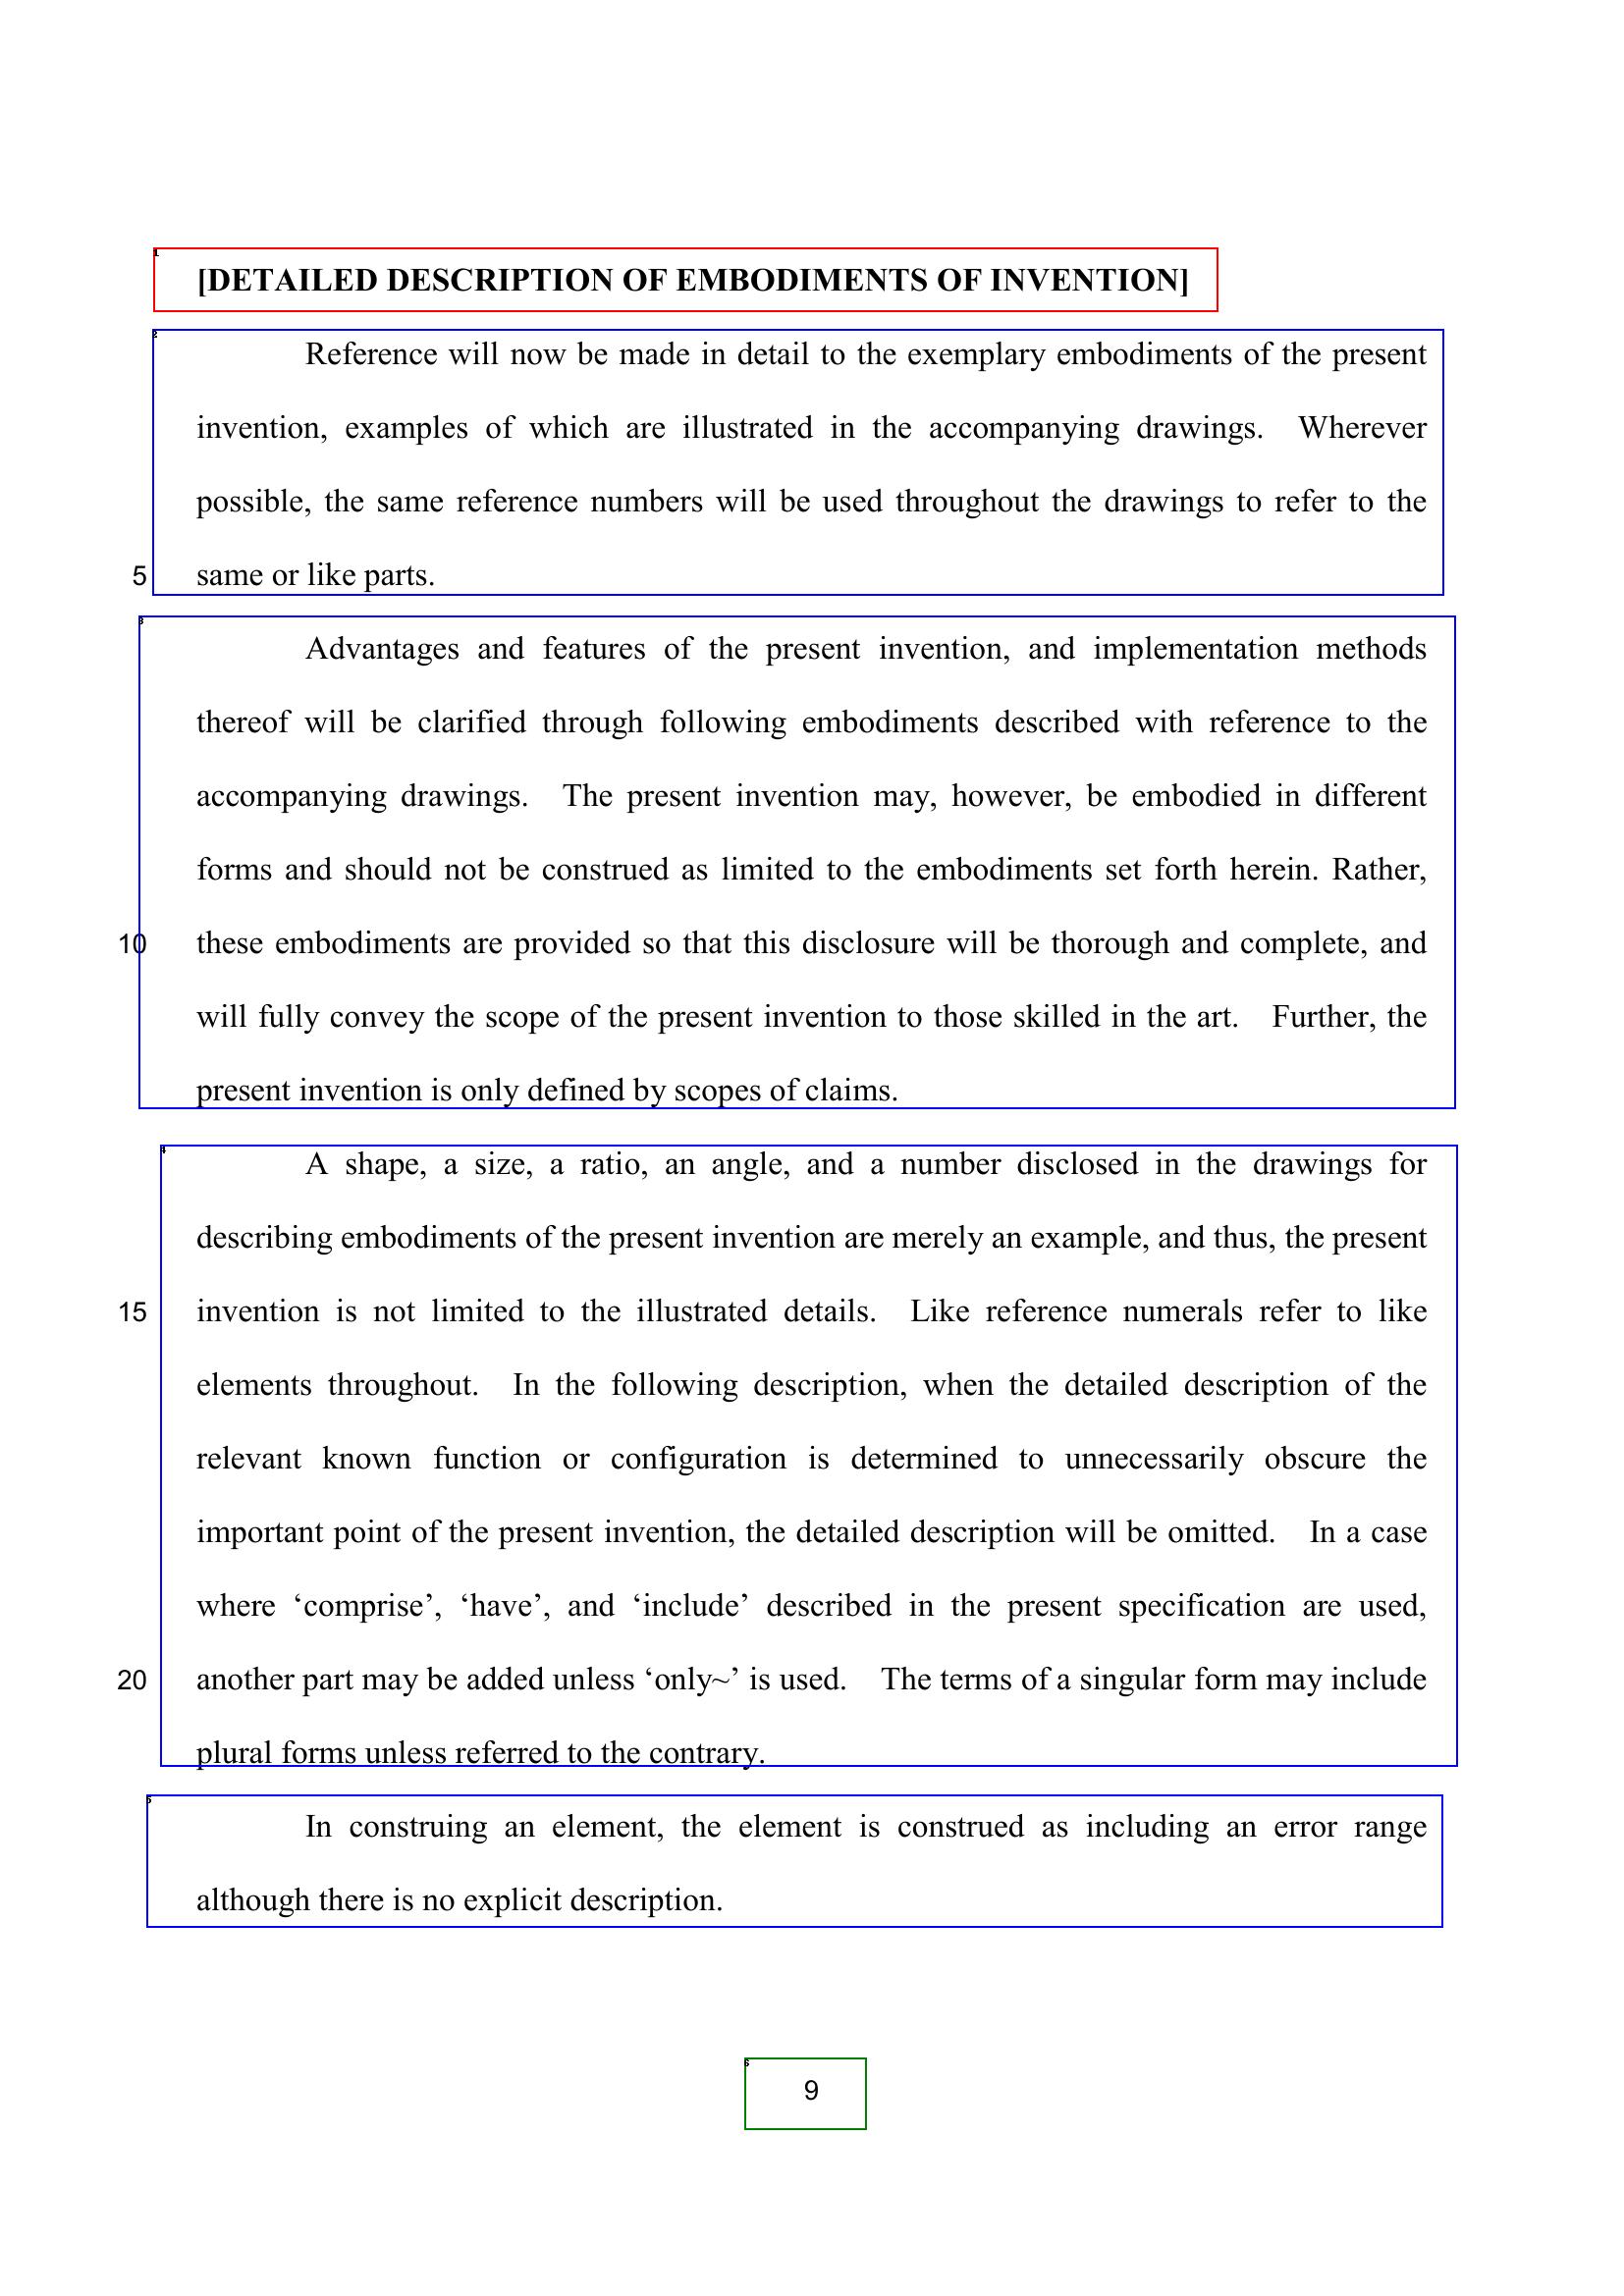 [DETAILED DESCRIPTION OF EMBODIMENTS OF INVENTION]
Reference will now be made in detail to the exemplary embodiments of the present
invention, examples of which are illustrated in the accompanying drawings. Wherever
possible, the same reference numbers will be used throughout the drawings to refer to the
5 same or like parts.
Advantages and features of the present invention, and implementation methods
thereof will be clarified through following embodiments described with reference to the
accompanying drawings. The present invention may, however, be embodied in different
forms and should not be construed as limited to the embodiments set forth herein. Rather,
10 these embodiments are provided so that this disclosure will be thorough and complete, and
will fully convey the scope of the present invention to those skilled in the art. Further, the
present invention is only defined by scopes of claims.
A shape, a size, a ratio, an angle, and a number disclosed in the drawings for
describing embodiments of the present invention are merely an example, and thus, the present
15 invention is not limited to the illustrated details. Like reference numerals refer to like
elements throughout. In the following description, when the detailed description of the
relevant known function or configuration is determined to unnecessarily obscure the
important point of the present invention, the detailed description will be omitted. In a case
where ‘comprise’, ‘have’, and ‘include’ described in the present specification are used,
20 another part may be added unless ‘only~’ is used. The terms of a singular form may include
plural forms unless referred to the contrary.
In construing an element, the element is construed as including an error range
although there is no explicit description.
9